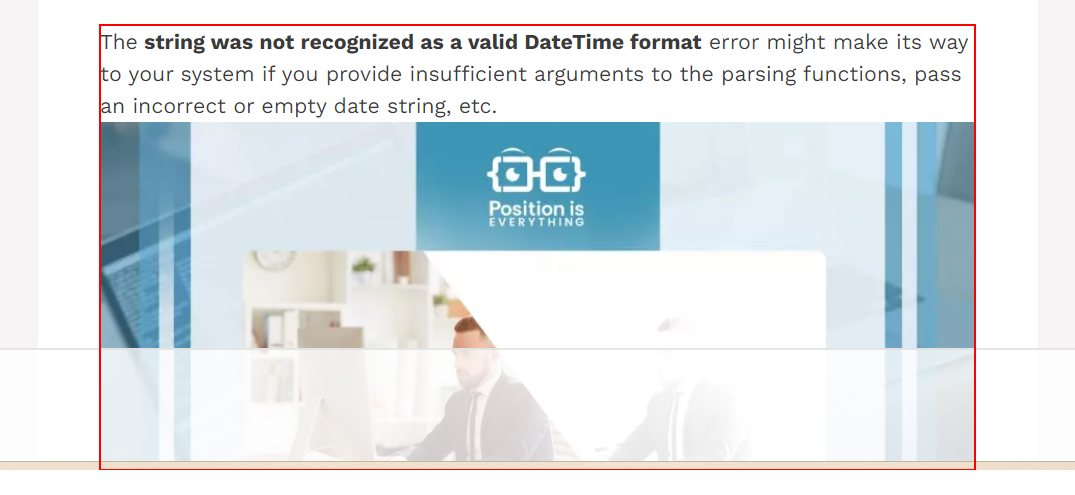 The string was not recognized as a valid DateTime format error might make its way
to your system if you provide insufficient arguments to the parsing functions, pass
an incorrect or empty date string, etc.
Position is
EVERYTHING